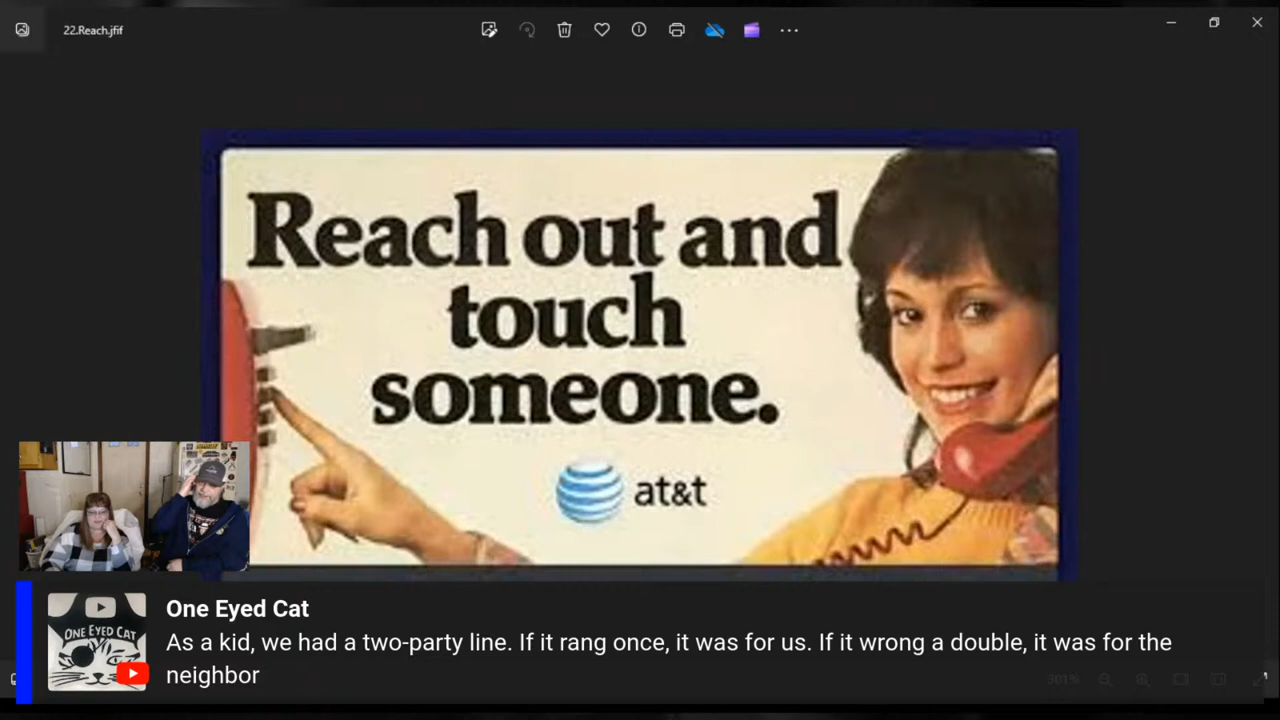 22.Reach.jfif
Reach out and
touch
someone.
at&t
ONE EYED CAT
One Eyed Cat
As a kid, we had a two-party line. If it rang once, it was for us. If it wrong a double, it was for the
neighbor
301%